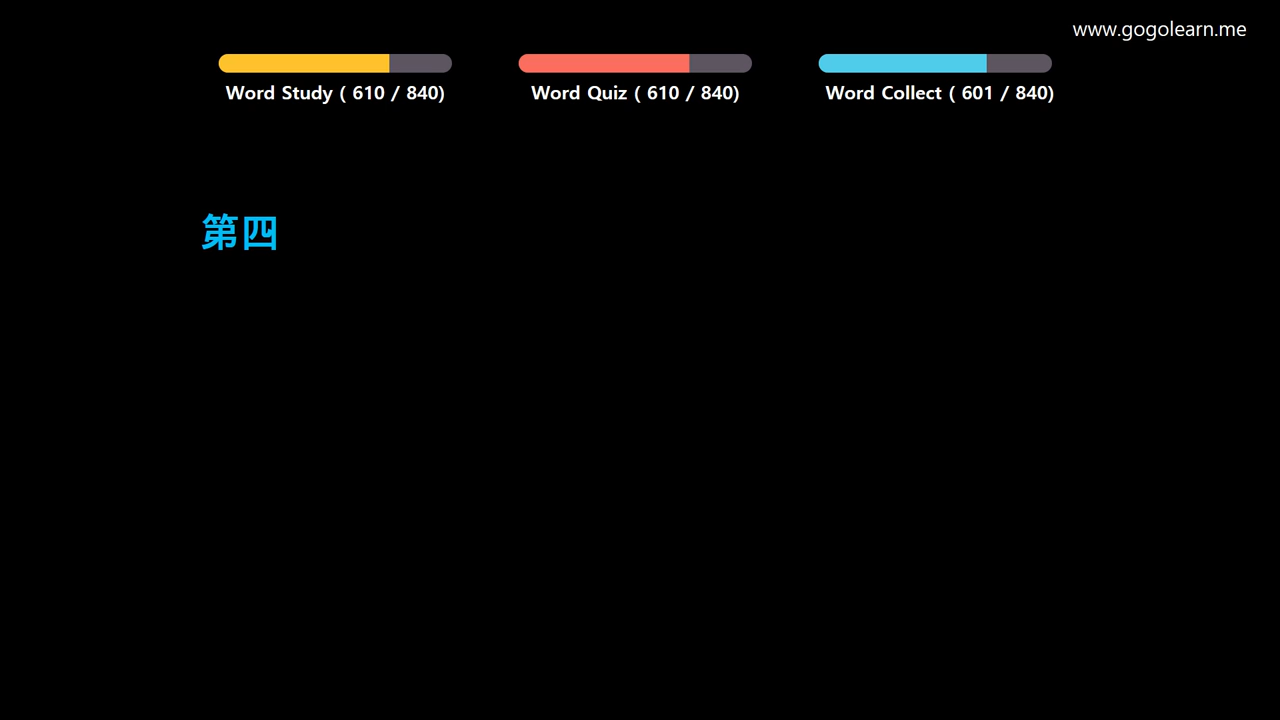 www.gogolearn.me
Word Study ( 610 / 840)
Word Quiz ( 610 / 840)
Word Collect ( 601 / 840)
第四